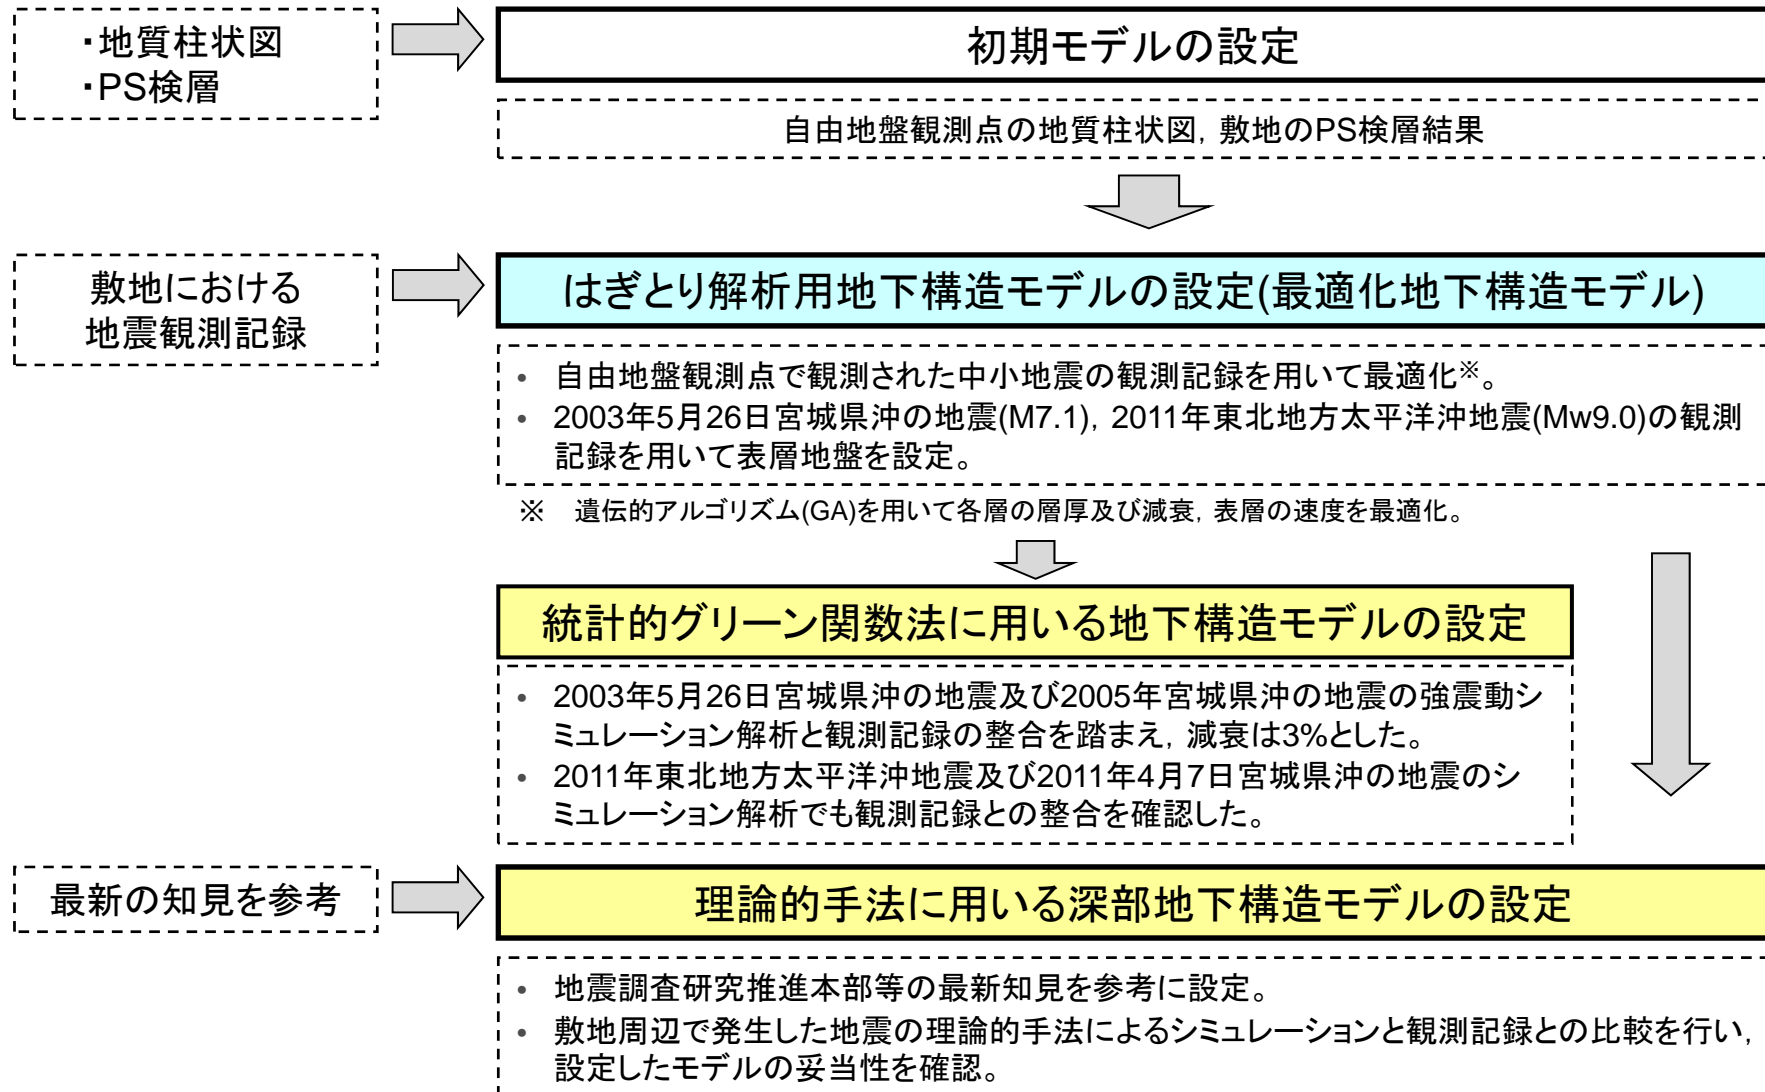 ・地質柱状図
・PS検層
初期モデルの設定
自由地盤観測点の地質柱状図, 敷地のPS検層結果
敷地における
地震観測記録
はぎとり解析用地下構造モデルの設定(最適化地下構造モデル)
• 自由地盤観測点で観測された中小地震の観測記録を用いて最適化※。
• 2003年5月26日宮城県沖の地震(M7.1), 2011年東北地方太平洋沖地震(Mw9.0)の観測
記録を用いて表層地盤を設定。
※ 遺伝的アルゴリズム(GA)を用いて各層の層厚及び減衰, 表層の速度を最適化。
統計的グリーン関数法に用いる地下構造モデルの設定
• 2003年5月26日宮城県沖の地震及び2005年宮城県沖の地震の強震動シ
ミュレーション解析と観測記録の整合を踏まえ, 減衰は3%とした。
• 2011年東北地方太平洋沖地震及び2011年4月7日宮城県沖の地震のシ
ミュレーション解析でも観測記録との整合を確認した。
最新の知見を参考
理論的手法に用いる深部地下構造モデルの設定
• 地震調査研究推進本部等の最新知見を参考に設定。
• 敷地周辺で発生した地震の理論的手法によるシミュレーションと観測記録との比較を行い,
設定したモデルの妥当性を確認。